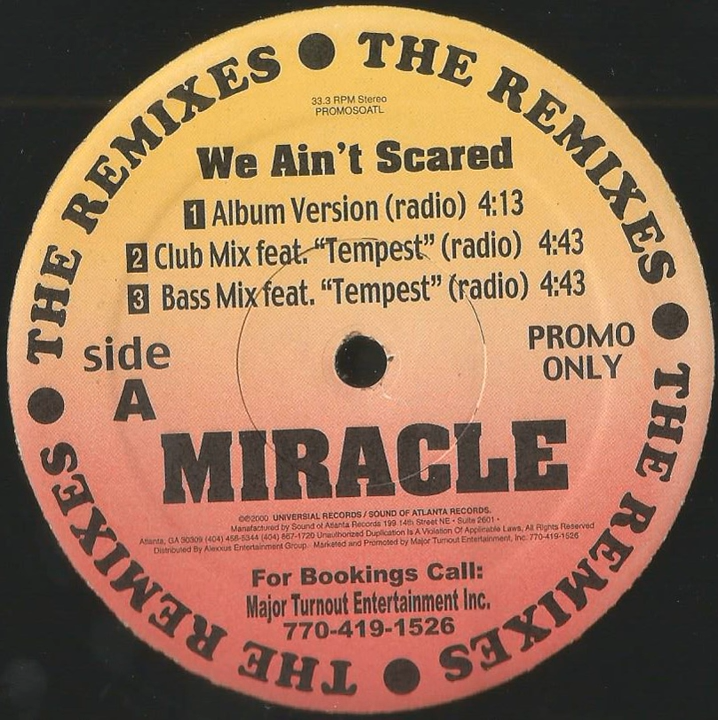 THE REMIXES ● THE REMIXES ● THE REMIXES ● THE REMIXES ●
33.3 RPM Stereo
PROMOSOATL
We Ain't Scared
1 Album Version (radio) 4:13
2 Club Mix feat. “Tempest” (radio) 4:43
3 Bass Mix feat. “Tempest” (radio) 4:43
side
A
PROMO
ONLY
MIRACLE
©℗2000 UNIVERSIAL RECORDS / SOUND OF ATLANTA RECORDS.
Manufactured by Sound of Atlanta Records 199 14th Street NE • Suite 2601 •
Atlanta, GA 30309 (404) 458-5344 (404) 867-1720 Unauthorized Duplication Is A Violation Of Applicable Laws, All Rights Reserved
Distributed by Alexxus Entertainment Group. Marketed and Promoted by Major Turnout Entertainment, Inc. 770-419-1526
For Bookings Call:
Major Turnout Entertainment Inc.
770-419-1526